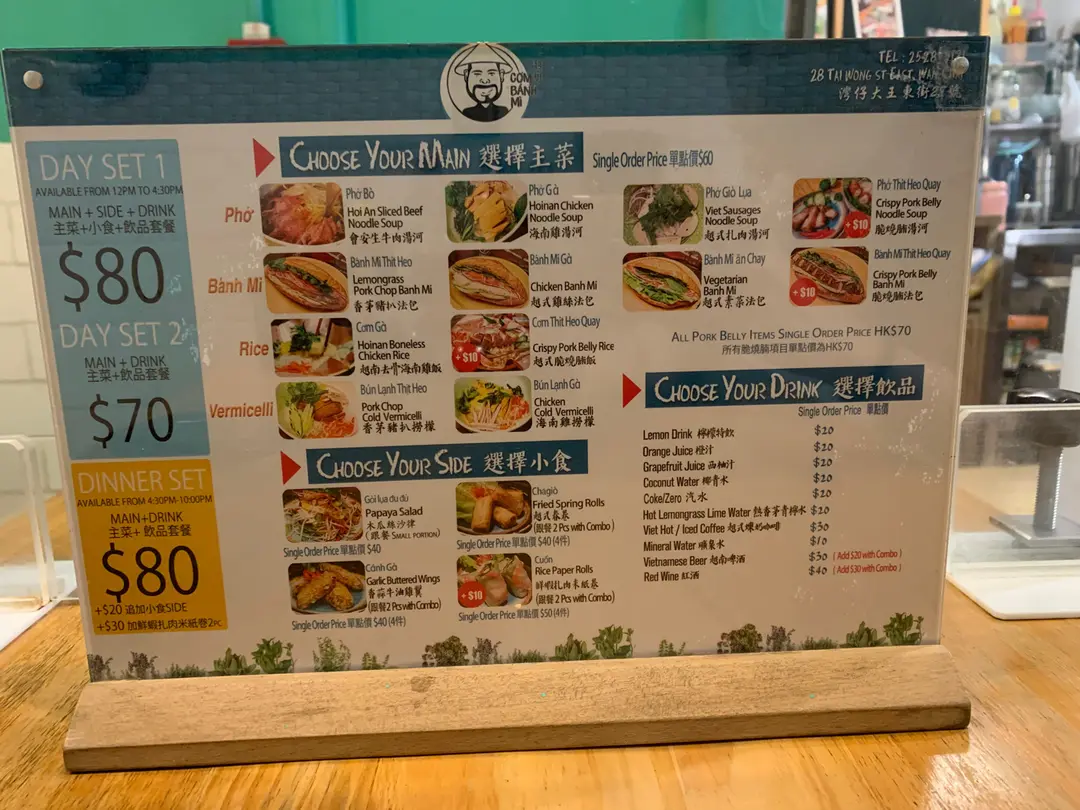 CƠM
BÁNH
MÌ
TEL: 2528
28 TAI WONG ST EAST, WAN CHAI
灣仔大王東街28號
DAY SET 1
AVAILABLE FROM 12PM TO 4:30PM
MAIN + SIDE + DRINK
主菜+小食+飲品套餐
$80
DAY SET 2
MAIN + DRINK
主菜+飲品套餐
$70
DINNER SET
AVAILABLE FROM 4:30PM-10:00PM
MAIN+DRINK
主菜+飲品套餐
$80
+$20 追加小食SIDE
+$30 加鮮蝦扎肉米紙卷2PC
CHOOSE YOUR MAIN 選擇主菜
Single Order Price 單點價$60
Phở
Phở Bò
Hoi An Sliced Beef
Noodle Soup
會安生牛肉湯河
Phở Gà
Hoinan Chicken
Noodle Soup
海南雞湯河
Phở Giò Lụa
Viet Sausages
Noodle Soup
越式扎肉湯河
+$10
Phở Thịt Heo Quay
Crispy Pork Belly
Noodle Soup
脆燒腩湯河
Bành Mì
Bành Mì Thịt Heo
Lemongrass
Pork Chop Banh Mi
香茅豬扒法包
Bành Mì Gà
Chicken Banh Mi
越式雞絲法包
Bành Mì ăn Chay
Vegetarian
Banh Mi
越式素菜法包
+$10
Bành Mì Thịt Heo Quay
Crispy Pork Belly
Banh Mi
脆燒腩法包
Rice
Cơm Gà
Hoinan Boneless
Chicken Rice
越南去骨海南雞飯
+$10
Cơm Thịt Heo Quay
Crispy Pork Belly Rice
越式脆燒腩飯
ALL PORK BELLY ITEMS SINGLE ORDER PRICE HK$70
所有脆燒腩項目單點價為HK$70
Vermicelli
Bún Lạnh Thịt Heo
Pork Chop
Cold Vermicelli
香茅豬扒撈檬
Bún Lạnh Gà
Chicken
Cold Vermicelli
海南雞撈檬
CHOOSE YOUR SIDE 選擇小食
Gỏi lụa đu dủ
Papaya Salad
木瓜絲沙律
(跟餐 SMALL PORTION)
Single Order Price 單點價 $40
Chagiò
Fried Spring Rolls
越式春卷
(跟餐 2 Pcs with Combo)
Single Order Price 單點價 $40 (4件)
Cánh Gà
Garlic Buttered Wings
香蒜牛油雞翼
(跟餐 2 Pcs with Combo)
Single Order Price 單點價 $40 (4件)
+$10
Cuốn
Rice Paper Rolls
鮮蝦扎肉米紙卷
(跟餐 2 Pcs with Combo)
Single Order Price 單點價 $50 (4件)
CHOOSE YOUR DRINK 選擇飲品
Single Order Price 單點價
Lemon Drink 檸檬特飲 $20
Orange Juice 橙汁 $20
Grapefruit Juice 西柚汁 $20
Coconut Water 椰青水 $20
Coke/Zero 汽水 $20
Hot Lemongrass Lime Water 熱香茅青檸水 $20
Viet Hot / Iced Coffee 越式煉奶咖啡 $30
Mineral Water 礦泉水 $10
Vietnamese Beer 越南啤酒 $30 ( Add $20 with Combo )
Red Wine 紅酒 $40 ( Add $30 with Combo )